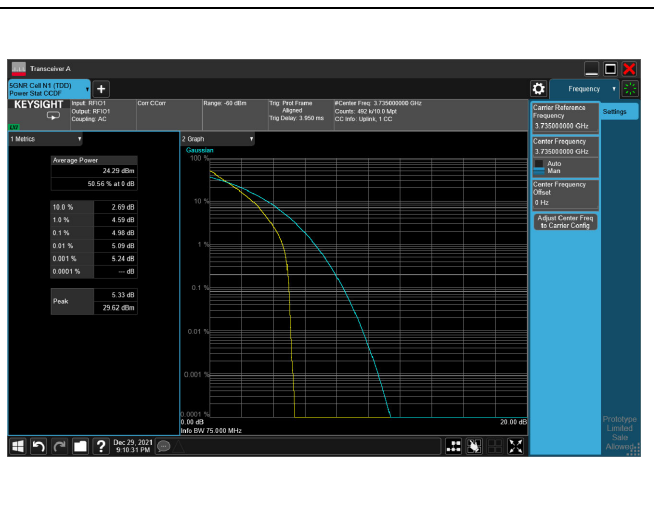 Transceiver A
5GNR Cell N1 (TDD)
Power Stat CCDF
Frequency
KEYSIGHT
Input: RFIO1
Output: RFIO1
Coupling: AC
Corr CCorr
Range: -60 dBm
Trig: Prot Frame
Aligned
Trig Delay: 3.950 ms
#Center Freq: 3.735000000 GHz
Counts: 492 k/10.0 Mpt
CC Info: Uplink, 1 CC
1 Metrics
Average Power
24.29 dBm
50.56 % at 0 dB
10.0 % 2.69 dB
1.0 % 4.59 dB
0.1 % 4.98 dB
0.01 % 5.09 dB
0.001 % 5.24 dB
0.0001 % --- dB
Peak
5.33 dB
29.62 dBm
2 Graph
Gaussian
100 %
10 %
1 %
0.1 %
0.01 %
0.001 %
0.0001 %
0.00 dB
20.00 dB
Info BW 75.000 MHz
Carrier Reference
Frequency
3.735000000 GHz
Center Frequency
3.735000000 GHz
Auto
Man
Center Frequency
Offset
0 Hz
Adjust Center Freq
to Carrier Config
Settings
Dec 29, 2021
9:10:31 PM
Prototype
Limited
Sale
Allowed